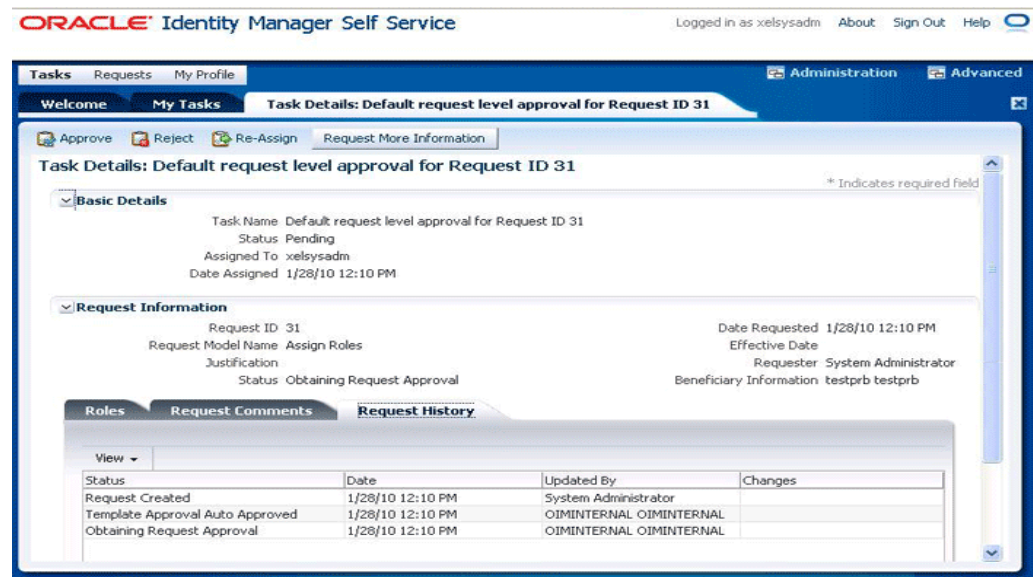 ORACLE Identity Manager Self Service Logged in as xelsysadm About Sign Out Help
Tasks Requests My Profile Administration Advanced
Welcome My Tasks Task Details: Default request level approval for Request ID 31
Approve Reject Re-Assign Request More Information
Task Details: Default request level approval for Request ID 31
* Indicates required field
Basic Details
Task Name Default request level approval for Request ID 31
Status Pending
Assigned To xelsysadm
Date Assigned 1/28/10 12:10 PM
Request Information
Request ID 31 Date Requested 1/28/10 12:10 PM
Request Model Name Assign Roles Effective Date
Justification Requester System Administrator
Status Obtaining Request Approval Beneficiary Information testprb testprb
Roles Request Comments Request History
View
Status Date Updated By Changes
Request Created 1/28/10 12:10 PM System Administrator
Template Approval Auto Approved 1/28/10 12:10 PM OIMINTERNAL OIMINTERNAL
Obtaining Request Approval 1/28/10 12:10 PM OIMINTERNAL OIMINTERNAL